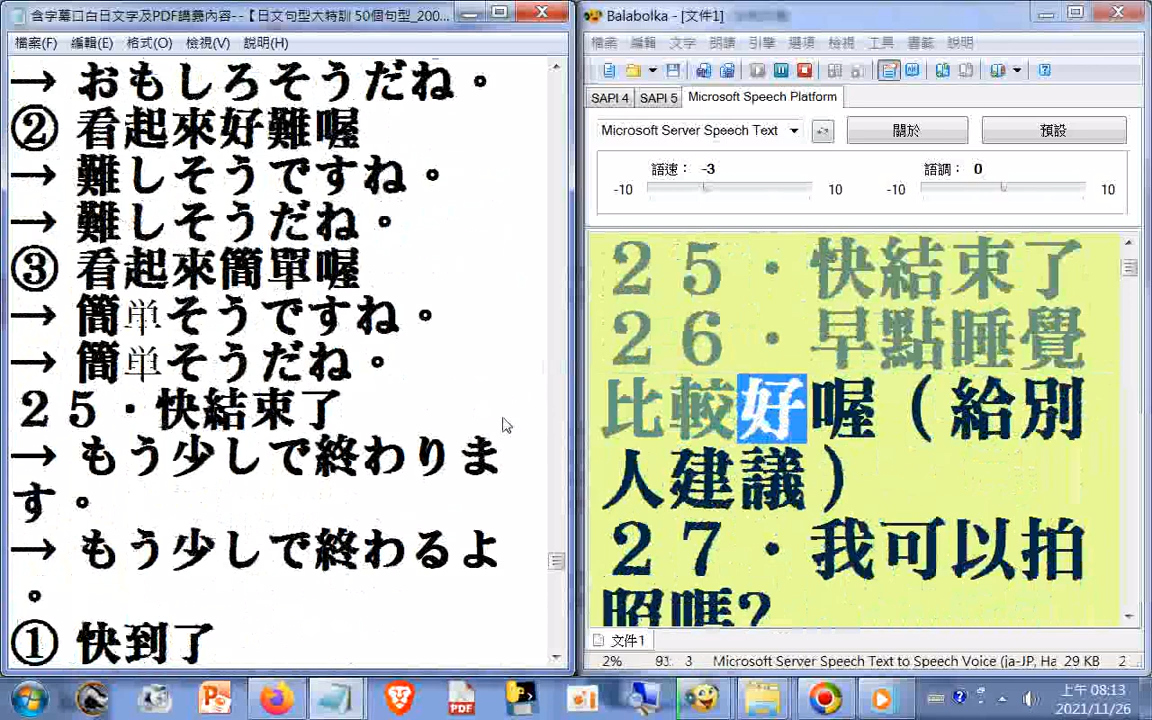 含字幕口白日文字及PDF講義內容--【日文句型大特訓 50個句型_200...
檔案(F) 編輯(E) 格式(O) 檢視(V) 說明(H)
→ おもしろそうだね。
② 看起來好難喔
→ 難しそうですね。
→ 難しそうだね。
③ 看起來簡單喔
→ 簡単そうですね。
→ 簡単そうだね。
２５．快結束了
→ もう少しで終わりま
す。
→ もう少しで終わるよ
。
① 快到了
Balabolka - [文件1]
檔案 編輯 文字 朗讀 引擎 選項 檢視 工具 書籤 說明
SAPI 4 SAPI 5 Microsoft Speech Platform
Microsoft Server Speech Text
關於
預設
語速： -3
語調： 0
-10 10 -10 10
２５．快結束了
２６．早點睡覺
比較好喔（給別
人建議）
２７．我可以拍
照嗎?
文件1
2% 93 3 Microsoft Server Speech Text to Speech Voice (ja-JP, Ha 29 KB 2
PDF
上午 08:13
2021/11/26